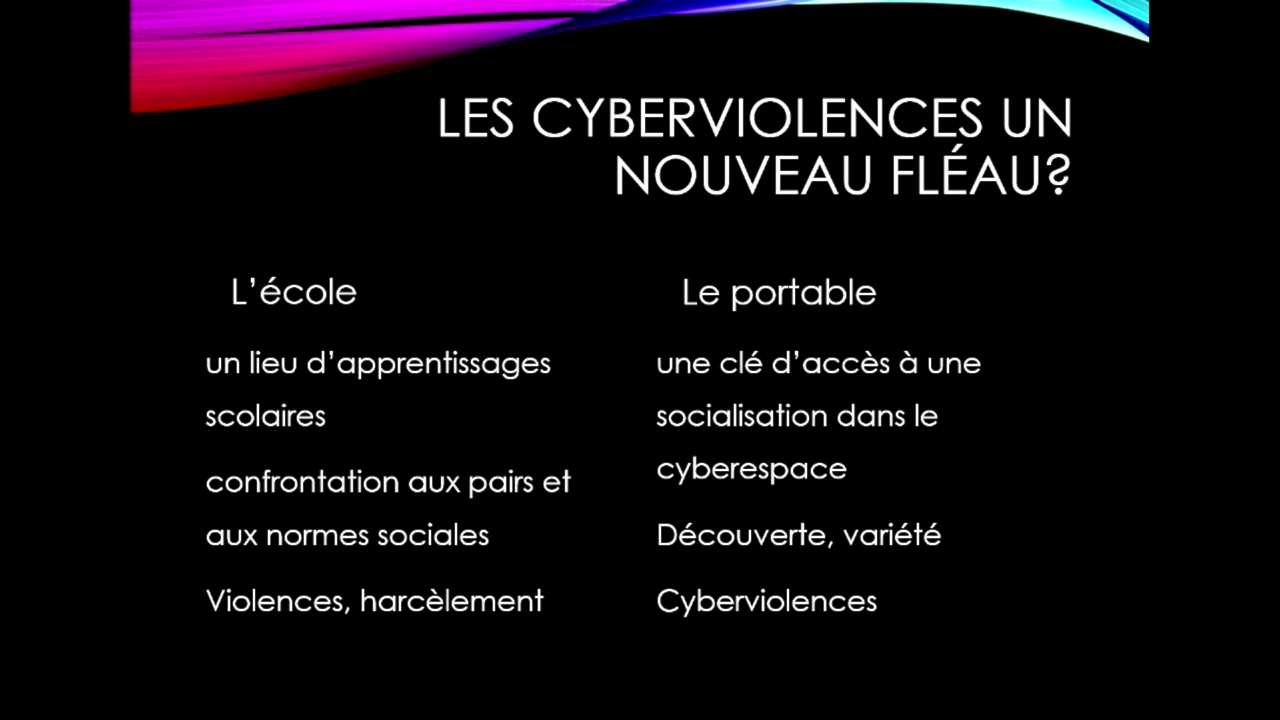 LES CYBERVIOLENCES UN
NOUVEAU FLÉAU?
L’école
un lieu d’apprentissages
scolaires
confrontation aux pairs et
aux normes sociales
Violences, harcèlement
Le portable
une clé d’accès à une
socialisation dans le
cyberespace
Découverte, variété
Cyberviolences